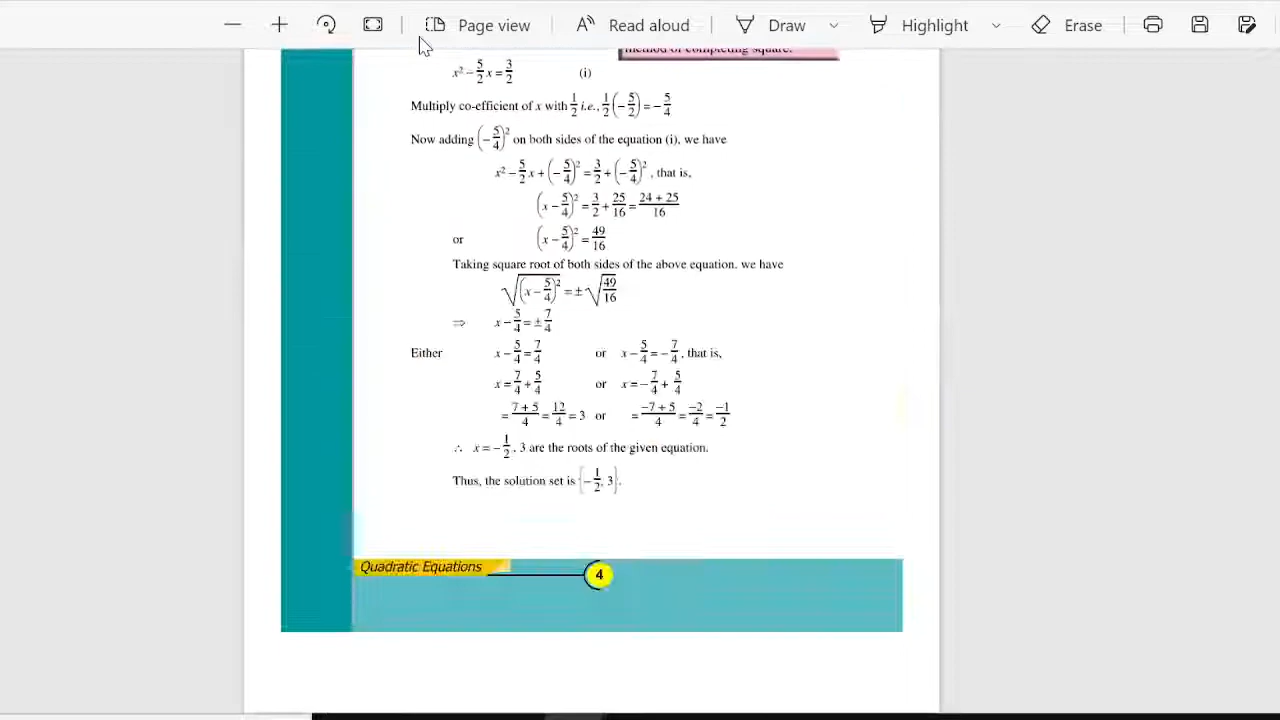 Page view Read aloud Draw Highlight Erase
method of completing square.
x² − 5/2 x = 3/2 (i)
Multiply co-efficient of x with 1/2 i.e., 1/2 (− 5/2) = − 5/4
Now adding (− 5/4)² on both sides of the equation (i), we have
x² − 5/2 x + (− 5/4)² = 3/2 + (− 5/4)² , that is,
(x − 5/4)² = 3/2 + 25/16 = 24 + 25/16
or (x − 5/4)² = 49/16
Taking square root of both sides of the above equation. we have
√(x − 5/4)² = ± √49/16
⇒ x − 5/4 = ± 7/4
Either x − 5/4 = 7/4 or x − 5/4 = − 7/4 , that is,
x = 7/4 + 5/4 or x = − 7/4 + 5/4
= 7 + 5/4 = 12/4 = 3 or = −7 + 5/4 = −2/4 = −1/2
∴ x = − 1/2 , 3 are the roots of the given equation.
Thus, the solution set is {− 1/2, 3}.
Quadratic Equations 4